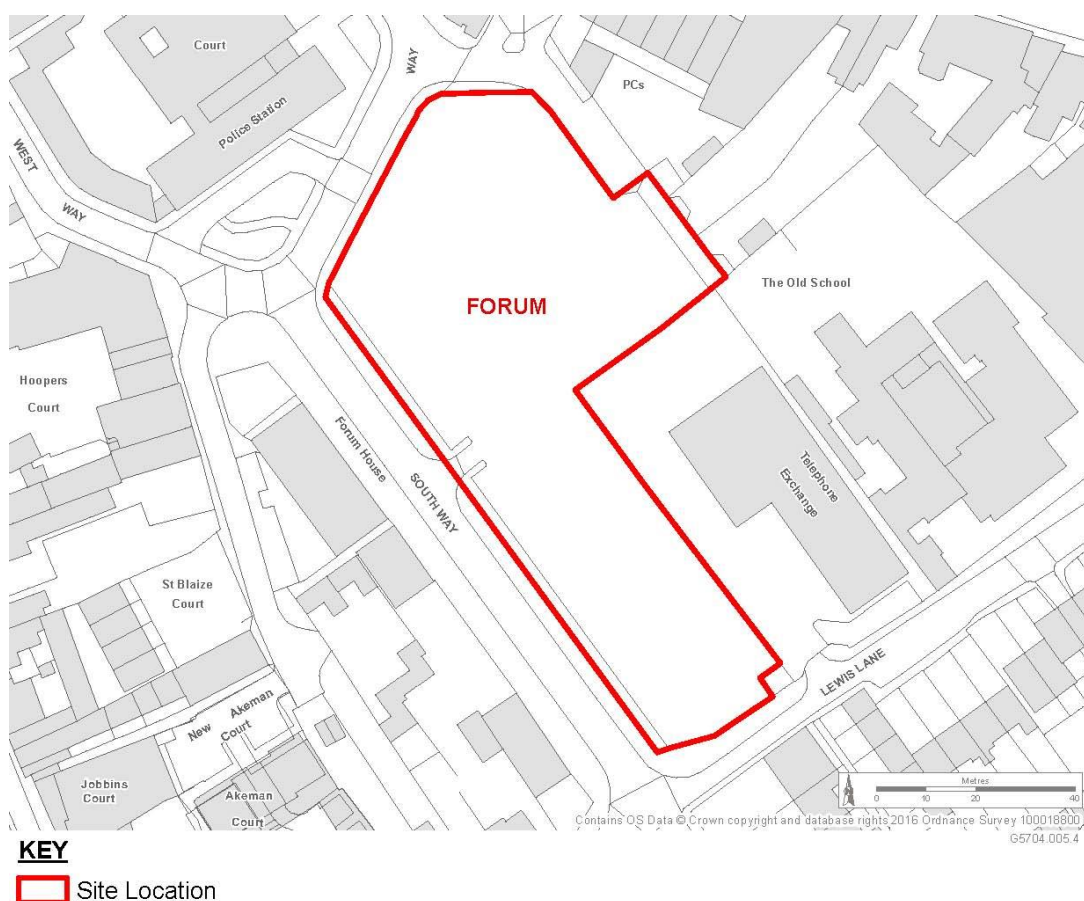 Court
WAY
PCs
Police Station
WEST
WAY
The Old School
FORUM
Hoopers
Court
Forum House
SOUTH WAY
Telephone
Exchange
St Blaize
Court
LEWIS LANE
New Akeman
Court
Jobbins
Court
Akeman
Court
Metres
0 10 20 40
Contains OS Data © Crown copyright and database rights 2016 Ordnance Survey 100018800
G5704.005.4
KEY
Site Location